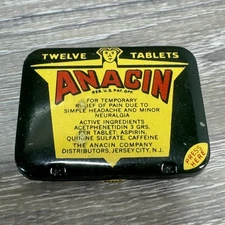 TWELVE TABLETS
ANACIN
REG. U.S. PAT. OFF.
FOR TEMPORARY
RELIEF OF PAIN DUE TO
SIMPLE HEADACHE AND MINOR
NEURALGIA
ACTIVE INGREDIENTS
ACETPHENETIDIN 3 GRS.
PER TABLET; ASPIRIN,
QUININE SULFATE, CAFFEINE
THE ANACIN COMPANY
DISTRIBUTORS, JERSEY CITY, N.J.
PRESS
HERE